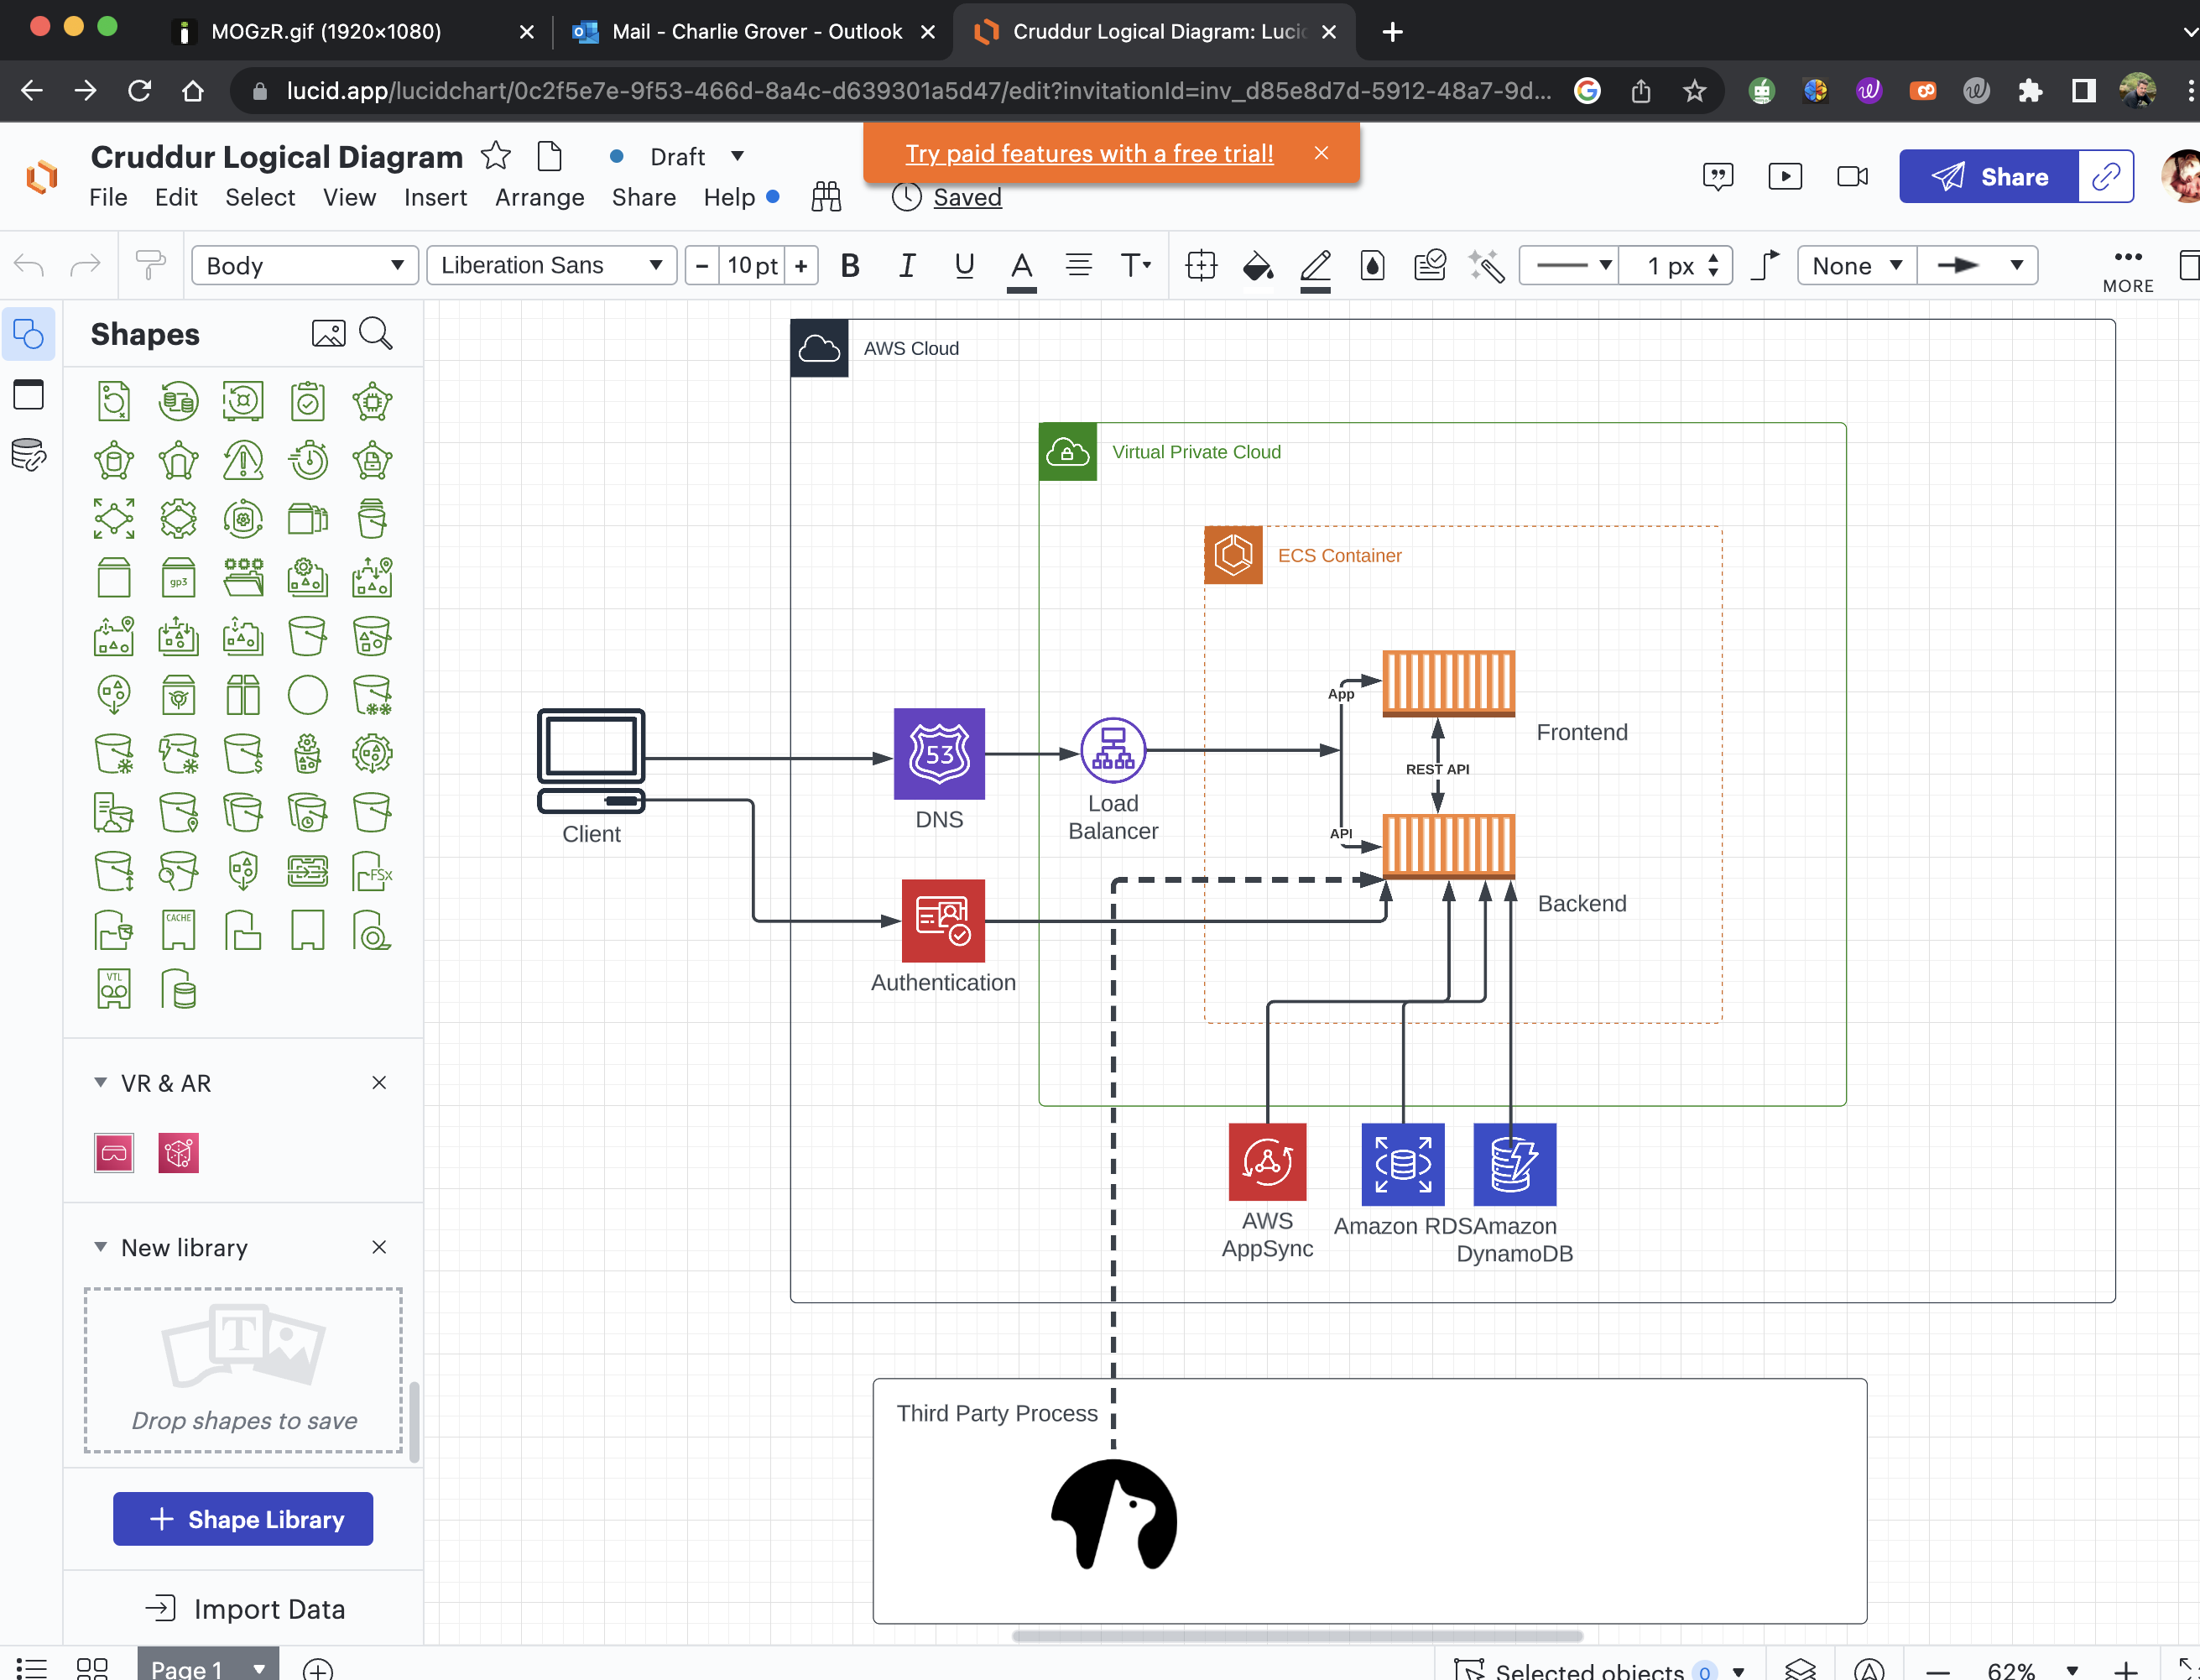 MOGzR.gif (1920×1080)
Mail - Charlie Grover - Outlook
Cruddur Logical Diagram: Luci
lucid.app/lucidchart/0c2f5e7e-9f53-466d-8a4c-d639301a5d47/edit?invitationId=inv_d85e8d7d-5912-48a7-9d...
Try paid features with a free trial!
Cruddur Logical Diagram
Draft
File Edit Select View Insert Arrange Share Help
Saved
Share
Body
Liberation Sans
- 10 pt +
B I U A T
1 px
None
MORE
Shapes
gp3
FSx
CACHE
VTL
VR & AR
New library
T
Drop shapes to save
+ Shape Library
Import Data
AWS Cloud
Virtual Private Cloud
ECS Container
App
Frontend
REST API
53
Client
DNS
Load
Balancer
API
Backend
Authentication
AWS
AppSync
Amazon RDS
Amazon
DynamoDB
Third Party Process
Page 1
Selected objects 0
62%